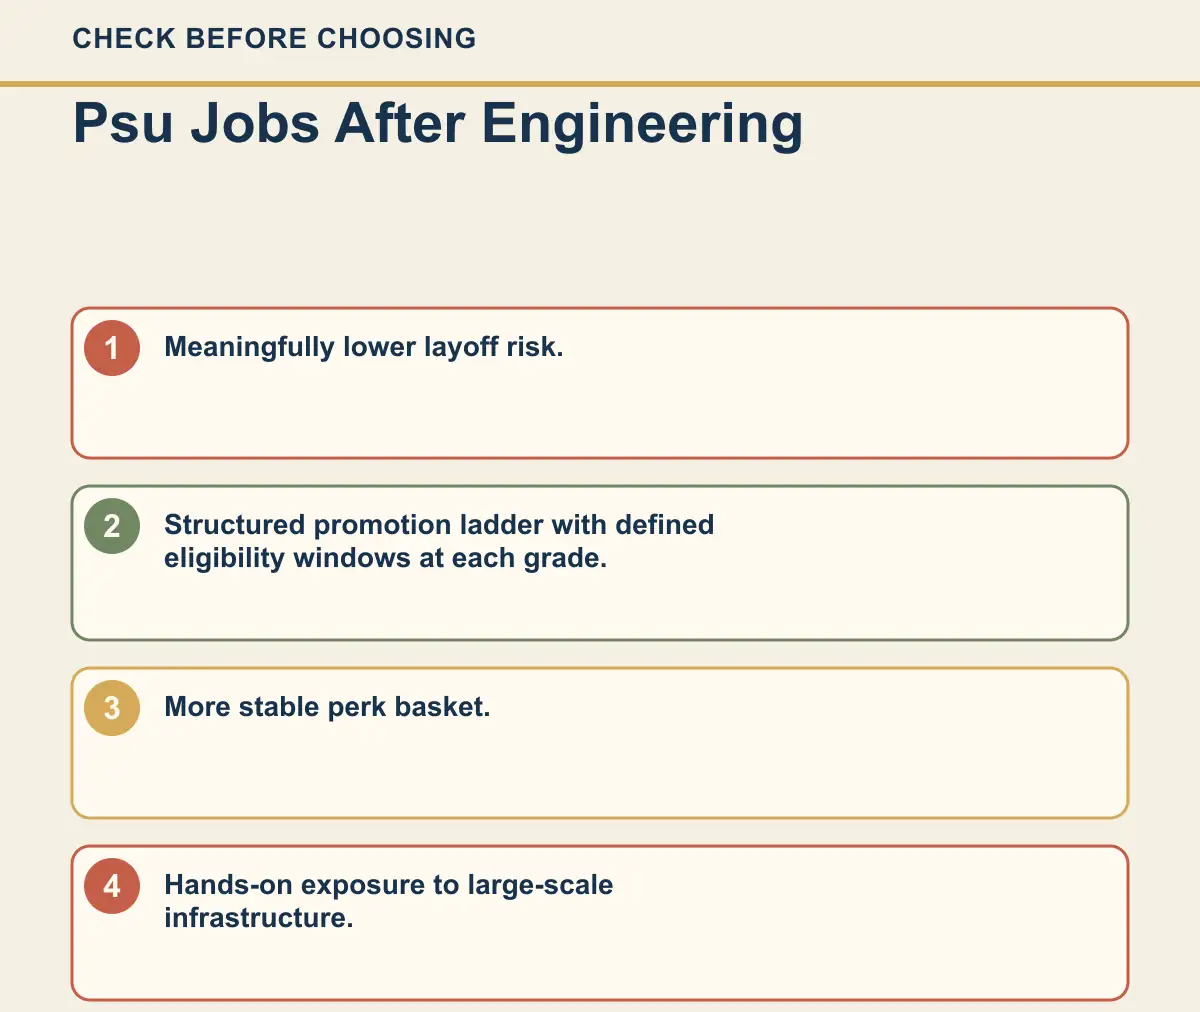 CHECK BEFORE CHOOSING
Psu Jobs After Engineering
1
Meaningfully lower layoff risk.
2
Structured promotion ladder with defined
eligibility windows at each grade.
3
More stable perk basket.
4
Hands-on exposure to large-scale
infrastructure.